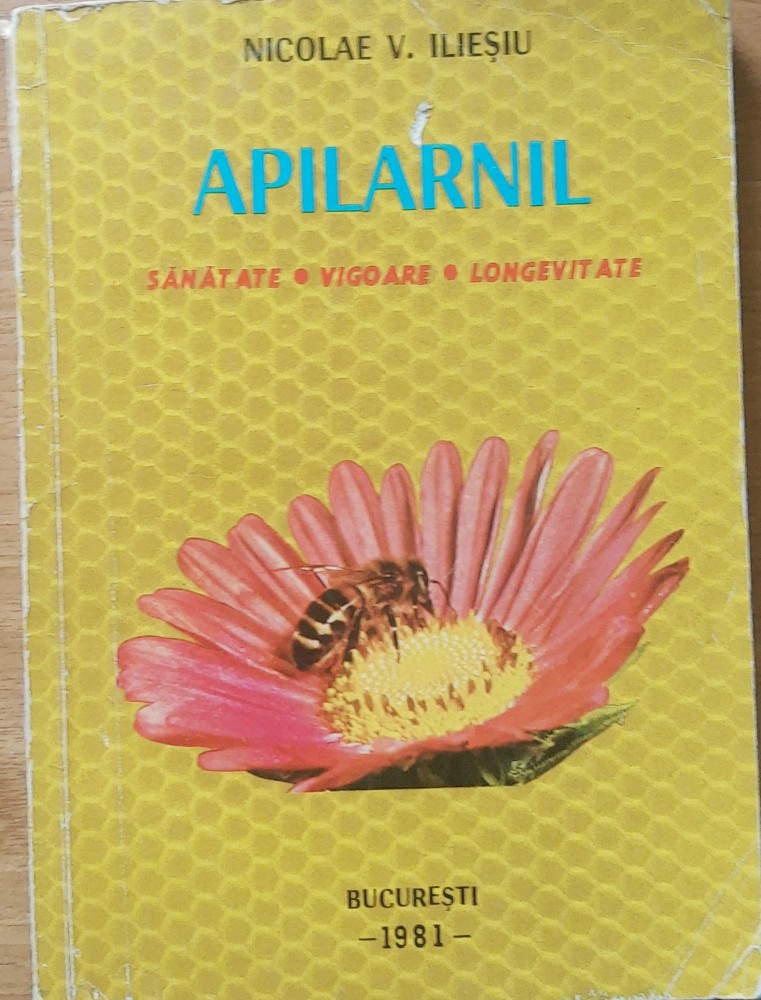 NICOLAE V. ILIEȘIU
APILARNIL
SĂNĂTATE • VIGOARE • LONGEVITATE
BUCUREȘTI
—1981—